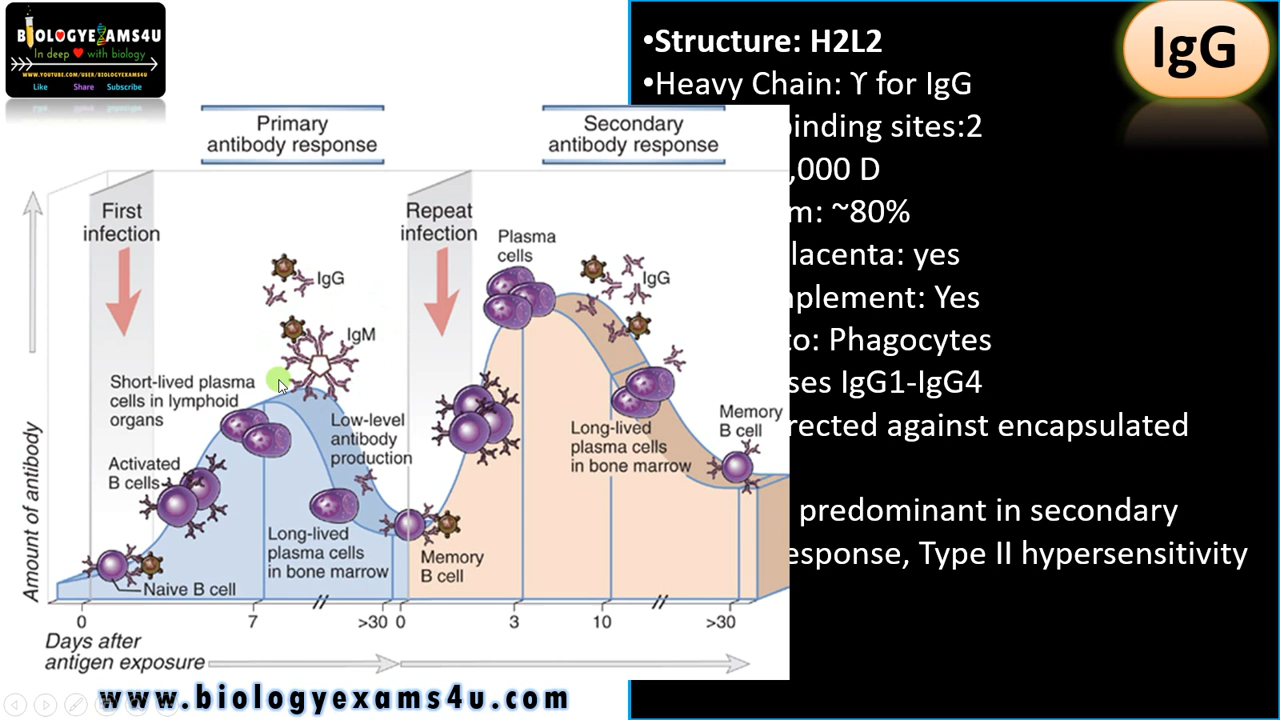 BIOLOGYEXAMS4U
In deep ❤ with biology
WWW.YOUTUBE.COM/USER/BIOLOGYEXAMS4U
Like Share Subscribe
IgG
•Structure: H2L2
•Heavy Chain: ϒ for IgG
binding sites:2
,000 D
m: ~80%
lacenta: yes
mplement: Yes
to: Phagocytes
ses IgG1-IgG4
rected against encapsulated
predominant in secondary
esponse, Type II hypersensitivity
Primary
antibody response
Secondary
antibody response
First
infection
Repeat
infection
Plasma
cells
IgG
IgG
IgM
Short-lived plasma
cells in lymphoid
organs
Low-level
antibody
production
Activated
B cells
Long-lived
plasma cells
in bone marrow
Long-lived
plasma cells
in bone marrow
Memory
B cell
Memory
B cell
Naive B cell
Amount of antibody
0 7 >30 0 3 10 >30
Days after
antigen exposure
www.biologyexams4u.com